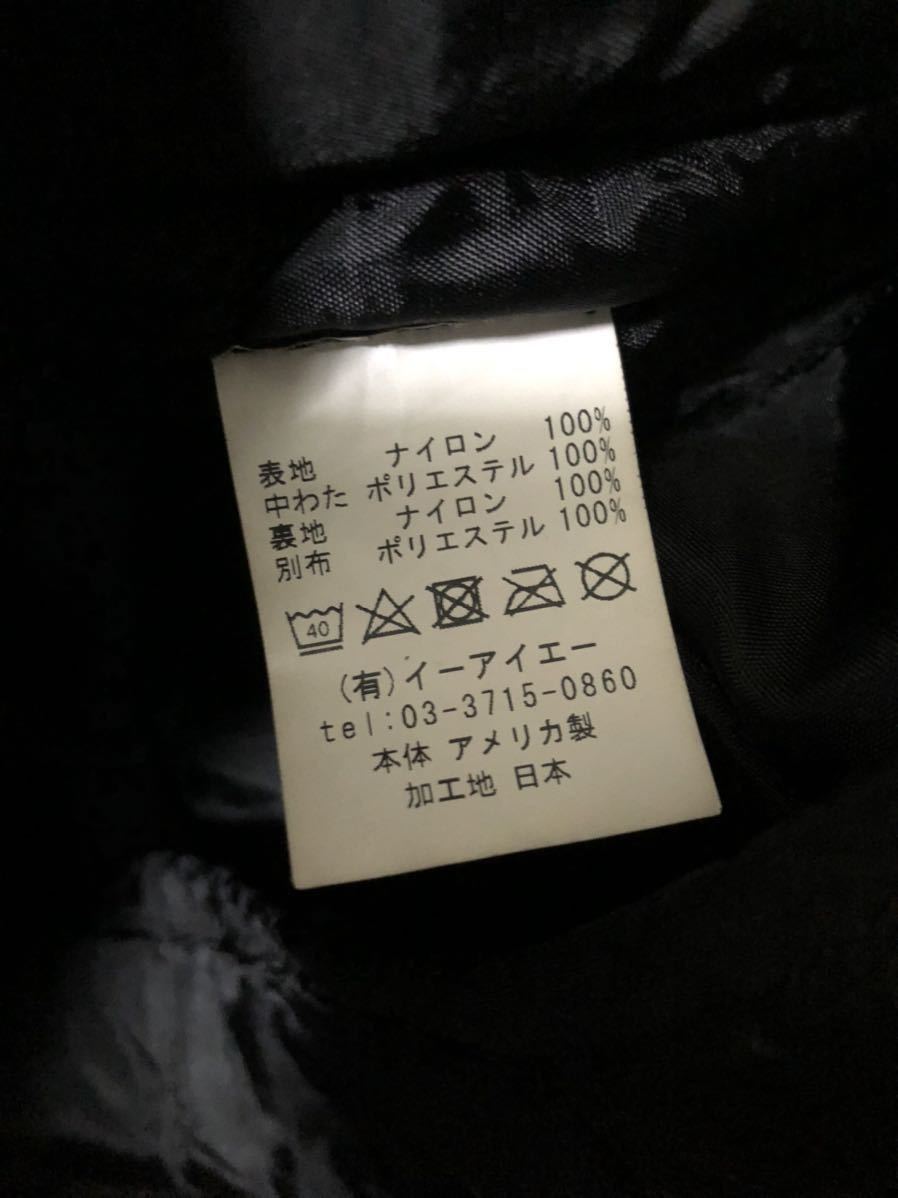 表地 ナイロン 100%
中わた ポリエステル 100%
裏地 ナイロン 100%
別布 ポリエステル 100%
40
(有)イーアイエー
tel:03-3715-0860
本体 アメリカ製
加工地 日本